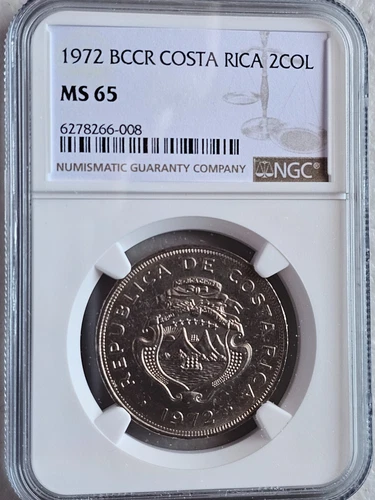 1972 BCCR COSTA RICA 2COL
MS 65
6278266-008
NUMISMATIC GUARANTY COMPANY
NGC®
REPUBLICA DE COSTA RICA
1972